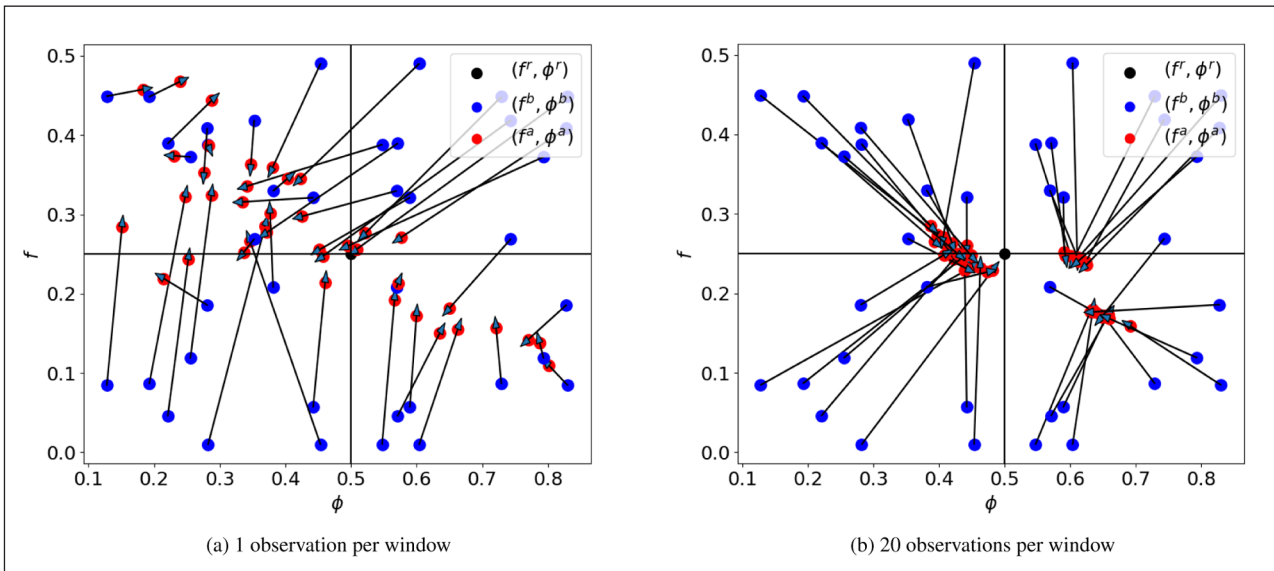 0.5
0.4
0.3
0.2
0.1
0.0
f
0.1 0.2 0.3 0.4 0.5 0.6 0.7 0.8
ϕ
(f^r, ϕ^r)
(f^b, ϕ^b)
(f^a, ϕ^a)
(a) 1 observation per window
0.5
0.4
0.3
0.2
0.1
0.0
f
0.1 0.2 0.3 0.4 0.5 0.6 0.7 0.8
ϕ
(f^r, ϕ^r)
(f^b, ϕ^b)
(f^a, ϕ^a)
(b) 20 observations per window